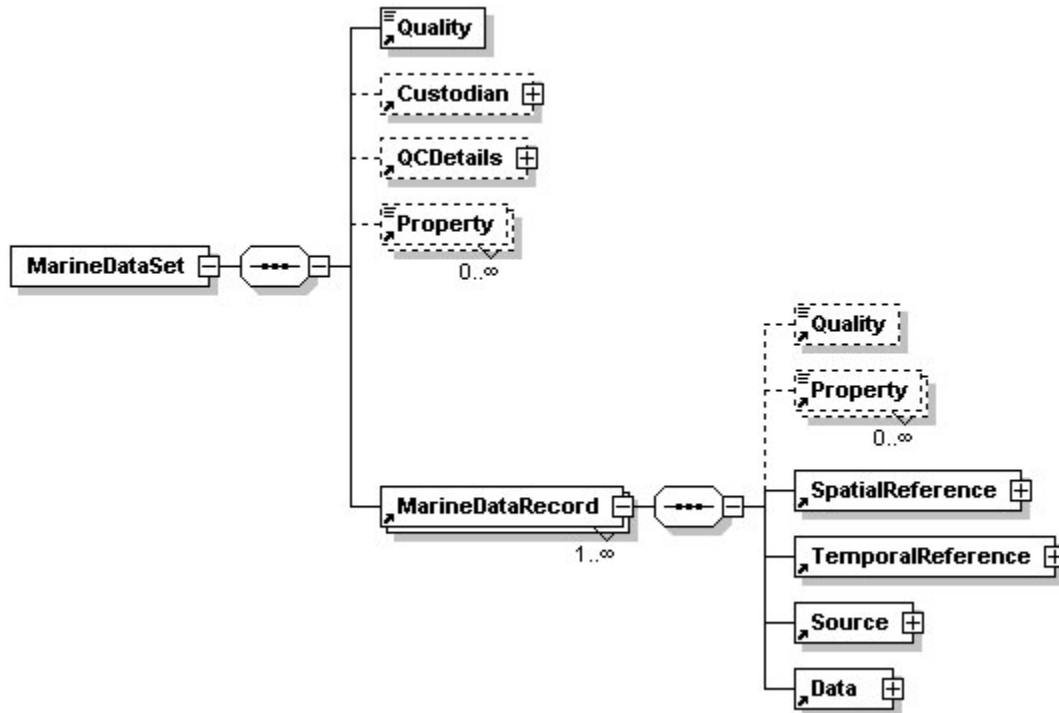 Quality
Custodian
QCDetails
Property
0..∞
MarineDataSet
MarineDataRecord
1..∞
Quality
Property
0..∞
SpatialReference
TemporalReference
Source
Data